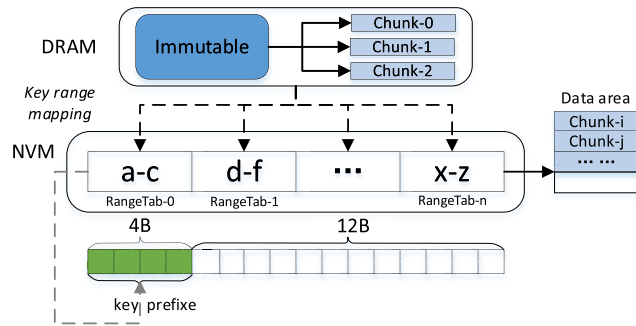 DRAM
Immutable
Chunk-0
Chunk-1
Chunk-2
Key range
mapping
Data area
Chunk-i
Chunk-j
... ...
NVM
a-c
d-f
...
x-z
RangeTab-0
RangeTab-1
RangeTab-n
4B
12B
key prefixe